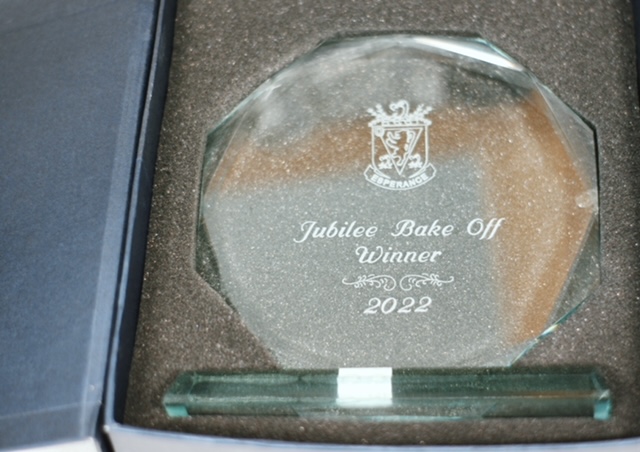 ESPERANCE
Jubilee Bake Off
Winner
2022